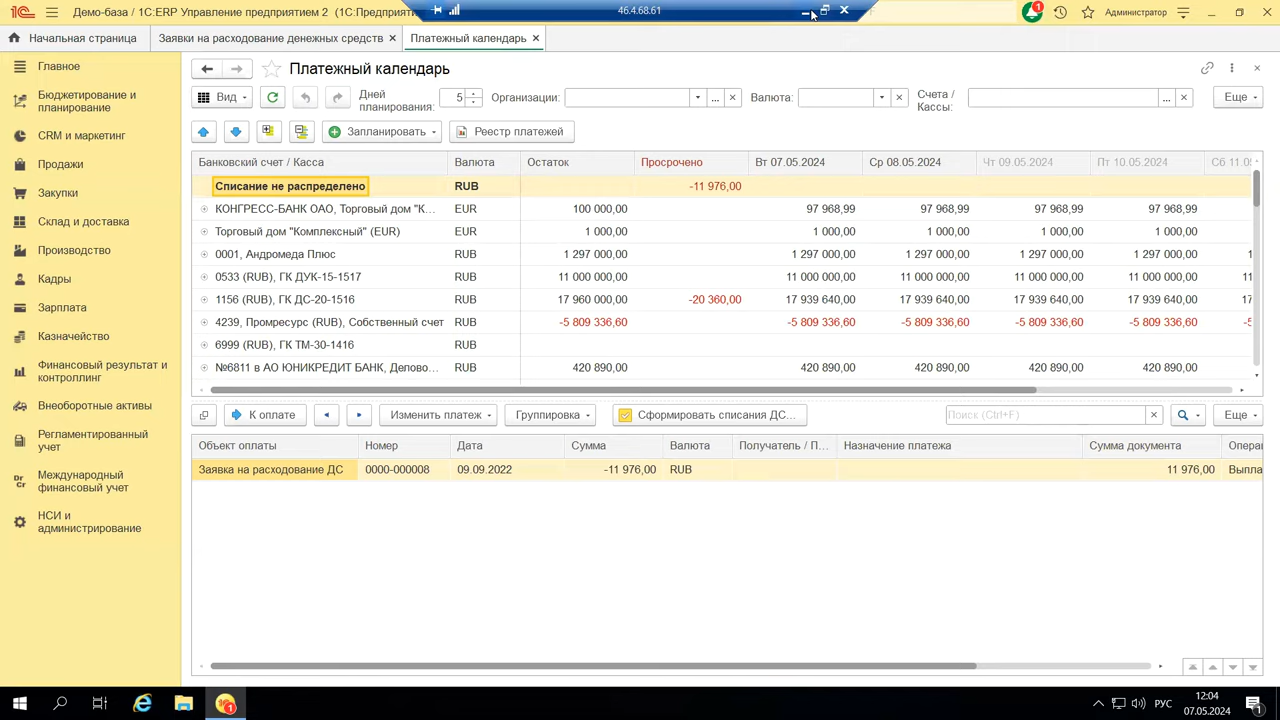 Демо-база / 1С:ERP Управление предприятием 2 (1С:Предприяти
46.4.68.61
1
Администратор
Начальная страница
Заявки на расходование денежных средств
Платежный календарь
Главное
Бюджетирование и
планирование
CRM и маркетинг
Продажи
Закупки
Склад и доставка
Производство
Кадры
Зарплата
Казначейство
Финансовый результат и
контроллинг
Внеоборотные активы
Регламентированный
учет
Международный
финансовый учет
НСИ и
администрирование
Платежный календарь
Вид
Дней
планирования:
5
Организации:
Валюта:
Счета /
Кассы:
Еще
Запланировать
Реестр платежей
Банковский счет / Касса Валюта Остаток Просрочено Вт 07.05.2024 Ср 08.05.2024 Чт 09.05.2024 Пт 10.05.2024 Сб 11.0
Списание не распределено RUB -11 976,00
КОНГРЕСС-БАНК ОАО, Торговый дом "К... EUR 100 000,00 97 968,99 97 968,99 97 968,99 97 968,99
Торговый дом "Комплексный" (EUR) EUR 1 000,00 1 000,00 1 000,00 1 000,00 1 000,00
0001, Андромеда Плюс RUB 1 297 000,00 1 297 000,00 1 297 000,00 1 297 000,00 1 297 000,00 1
0533 (RUB), ГК ДУК-15-1517 RUB 11 000 000,00 11 000 000,00 11 000 000,00 11 000 000,00 11 000 000,00 11
1156 (RUB), ГК ДС-20-1516 RUB 17 960 000,00 -20 360,00 17 939 640,00 17 939 640,00 17 939 640,00 17 939 640,00 17
4239, Промресурс (RUB), Собственный счет RUB -5 809 336,60 -5 809 336,60 -5 809 336,60 -5 809 336,60 -5 809 336,60 -5
6999 (RUB), ГК ТМ-30-1416 RUB
№6811 в АО ЮНИКРЕДИТ БАНК, Делово... RUB 420 890,00 420 890,00 420 890,00 420 890,00 420 890,00
К оплате
Изменить платеж
Группировка
Сформировать списания ДС...
Поиск (Ctrl+F)
Еще
Объект оплаты Номер Дата Сумма Валюта Получатель / П... Назначение платежа Сумма документа Опера
Заявка на расходование ДС 0000-000008 09.09.2022 -11 976,00 RUB 11 976,00 Выпла
РУС
12:04
07.05.2024